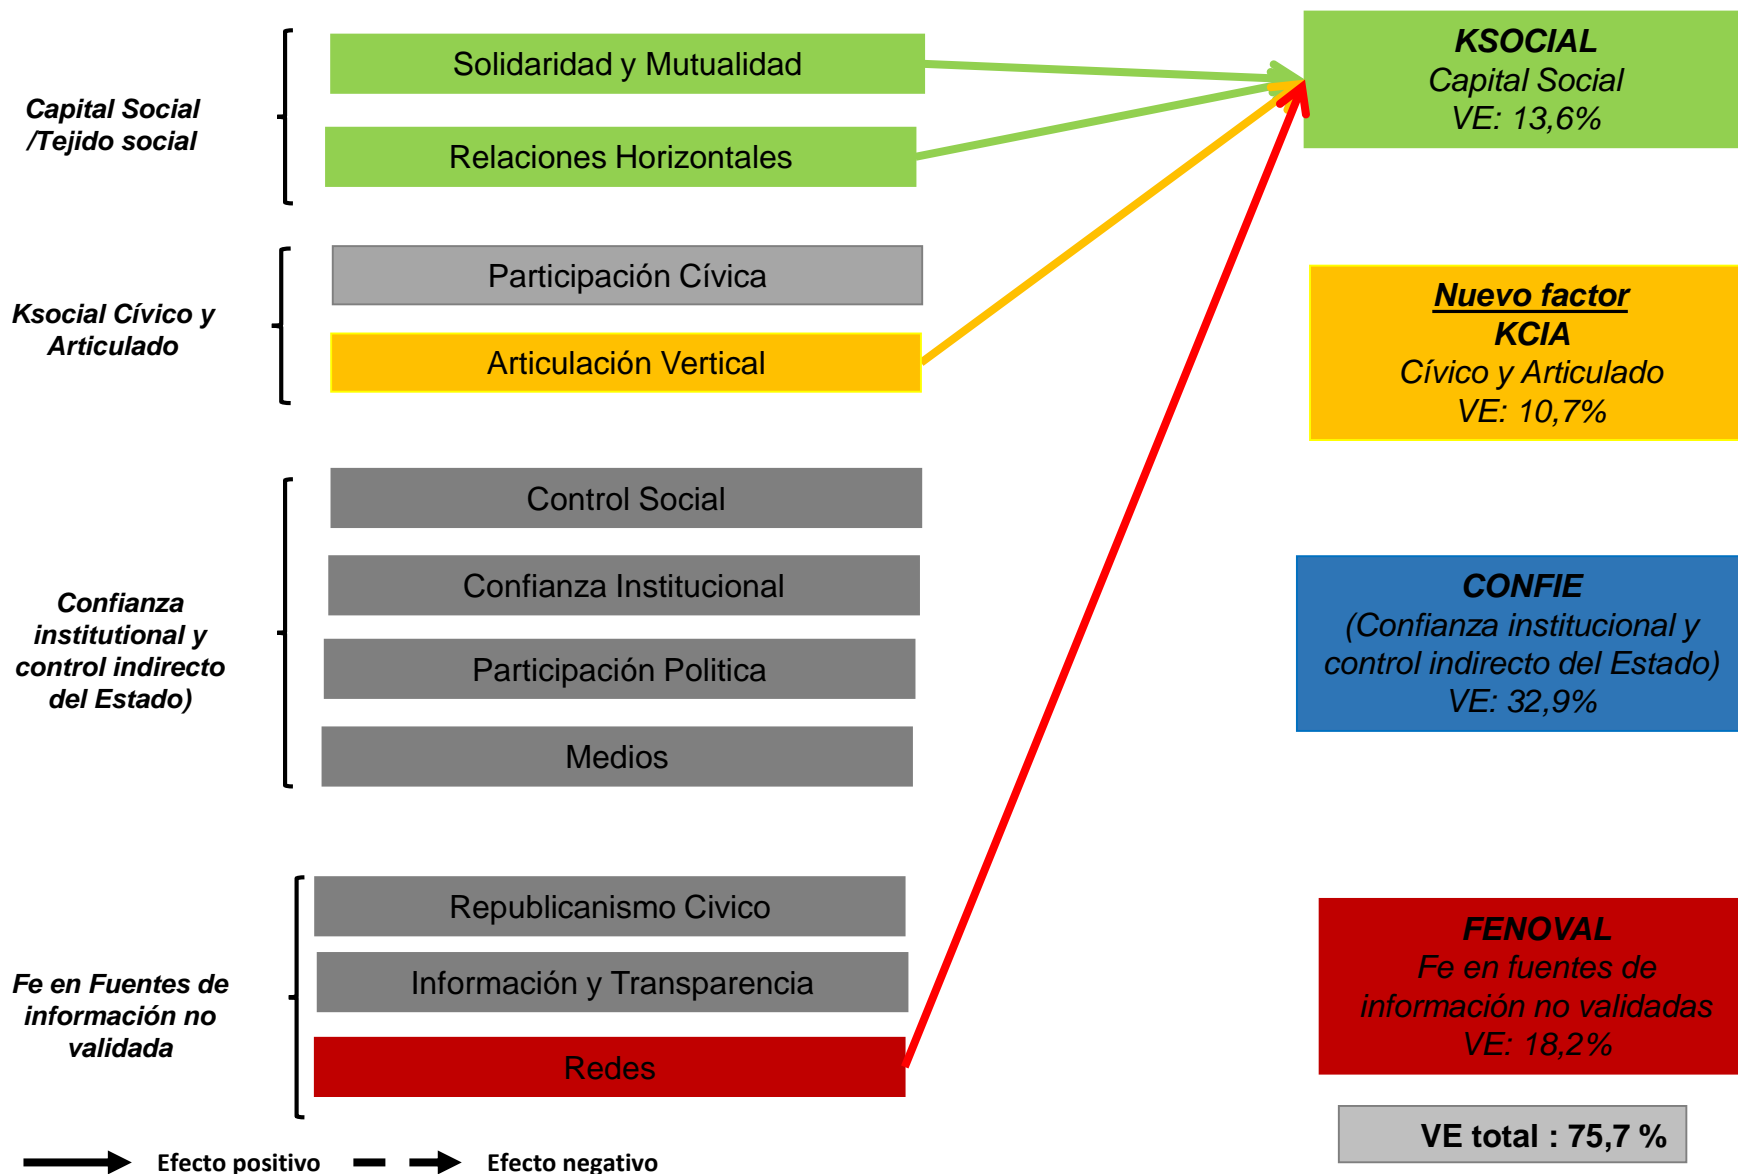 Capital Social
/Tejido social
Solidaridad y Mutualidad
Relaciones Horizontales
Ksocial Cívico y
Articulado
Participación Cívica
Articulación Vertical
Confianza
institutional y
control indirecto
del Estado)
Control Social
Confianza Institucional
Participación Politica
Medios
Fe en Fuentes de
información no
validada
Republicanismo Civico
Información y Transparencia
Redes
KSOCIAL
Capital Social
VE: 13,6%
Nuevo factor
KCIA
Cívico y Articulado
VE: 10,7%
CONFIE
(Confianza institucional y
control indirecto del Estado)
VE: 32,9%
FENOVAL
Fe en fuentes de
información no validadas
VE: 18,2%
VE total : 75,7 %
Efecto positivo
Efecto negativo